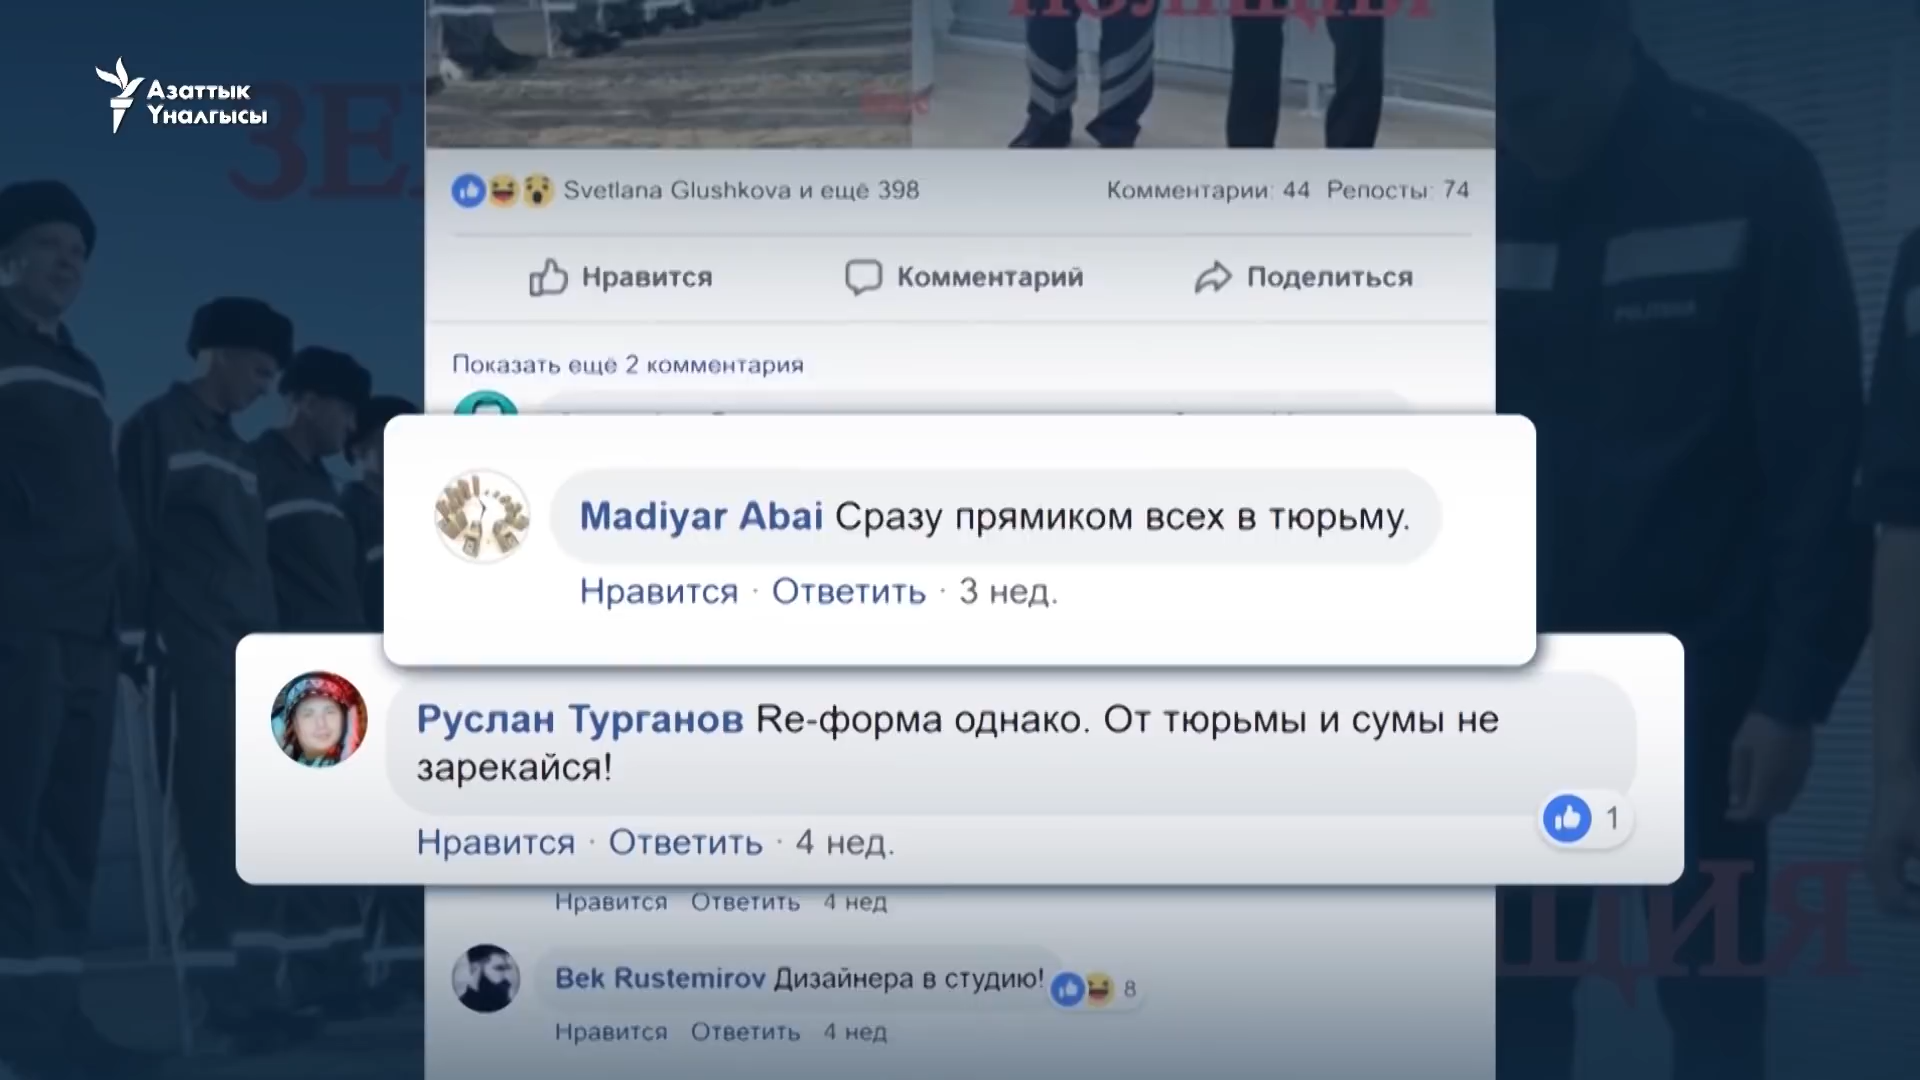 ПОЛИЦИЯ
Азаттык
Үналгысы
Svetlana Glushkova и ещё 398
Комментарии: 44 Репосты: 74
Нравится
Комментарий
Поделиться
Показать ещё 2 комментария
Madiyar Abai Сразу прямиком всех в тюрьму.
Нравится · Ответить · 3 нед.
Руслан Турганов Re-форма однако. От тюрьмы и сумы не
зарекайся!
1
Нравится · Ответить · 4 нед.
Нравится Ответить 4 нед
Bek Rustemirov Дизайнера в студию!
8
Нравится Ответить 4 нед